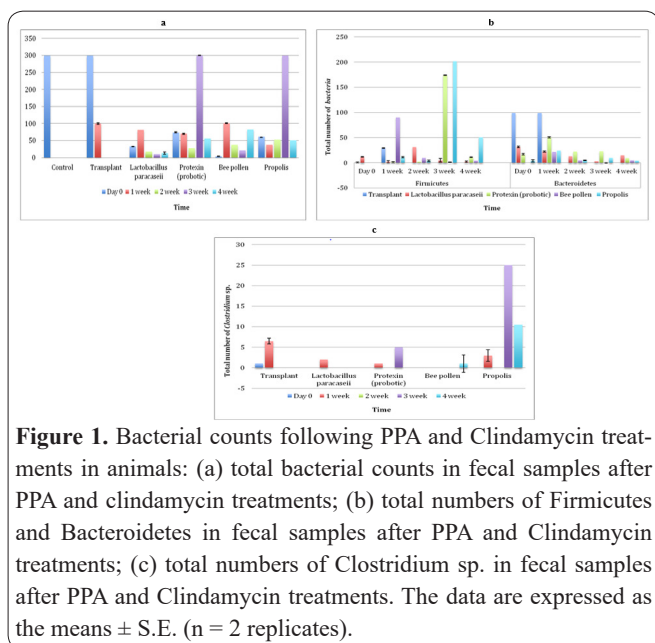 a
350
300
250
200
150
100
50
0
Control
Transplant
Lactobacillus paracaseii
Protexin (probotic)
Bee pollen
Propolis
Day 0 1 week 2 week 3 week 4 week
Time
b
Total number of bacteria
250
200
150
100
50
0
-50
Day 0 1 week 2 week 3 week 4 week Day 0 1 week 2 week 3 week 4 week
Firmicutes Bacteroidetes
Time
Transplant Lactobacillus paracaseii Protexin (probotic) Bee pollen Propolis
c
Total number of Clostridium sp.
30
25
20
15
10
5
0
-5
Transplant
Lactobacillus paracaseii
Protexin (probotic)
Bee pollen
Propolis
Time
Day 0 1 week 2 week 3 week 4 week
Figure 1. Bacterial counts following PPA and Clindamycin treat-
ments in animals: (a) total bacterial counts in fecal samples after
PPA and clindamycin treatments; (b) total numbers of Firmicutes
and Bacteroidetes in fecal samples after PPA and Clindamycin
treatments; (c) total numbers of Clostridium sp. in fecal samples
after PPA and Clindamycin treatments. The data are expressed as
the means ± S.E. (n = 2 replicates).